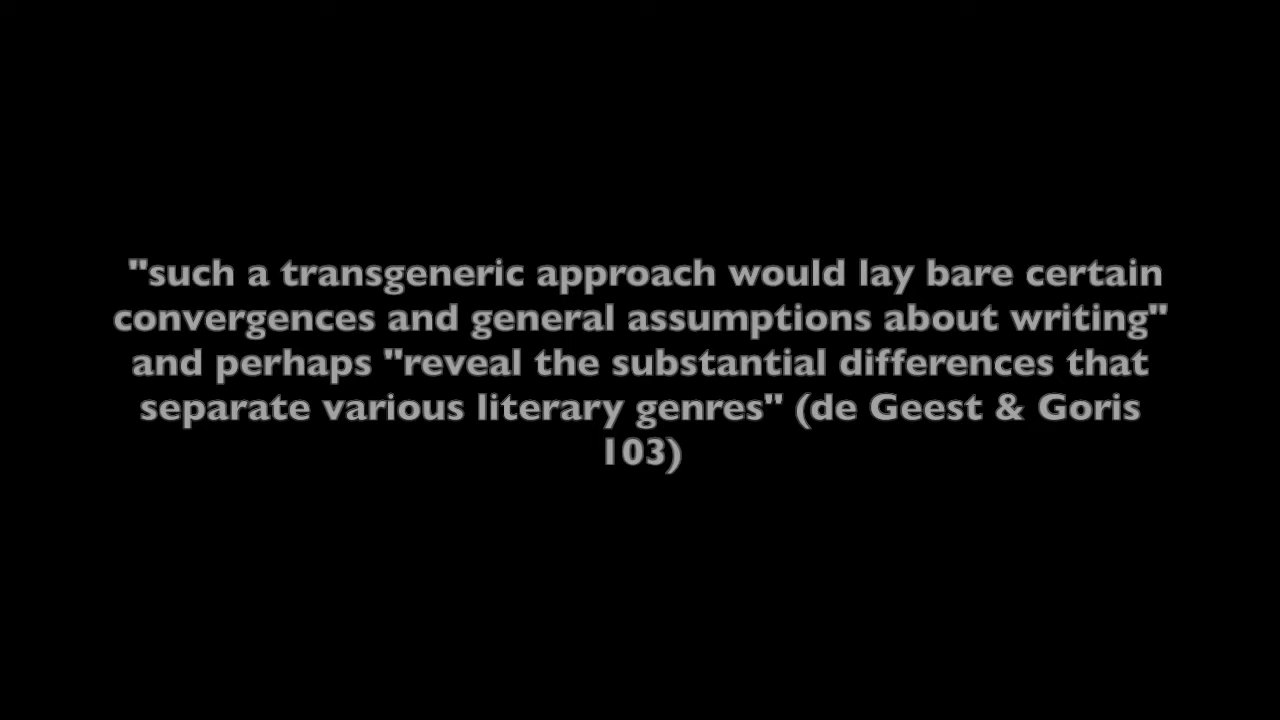 "such a transgeneric approach would lay bare certain
convergences and general assumptions about writing"
and perhaps "reveal the substantial differences that
separate various literary genres" (de Geest & Goris
103)